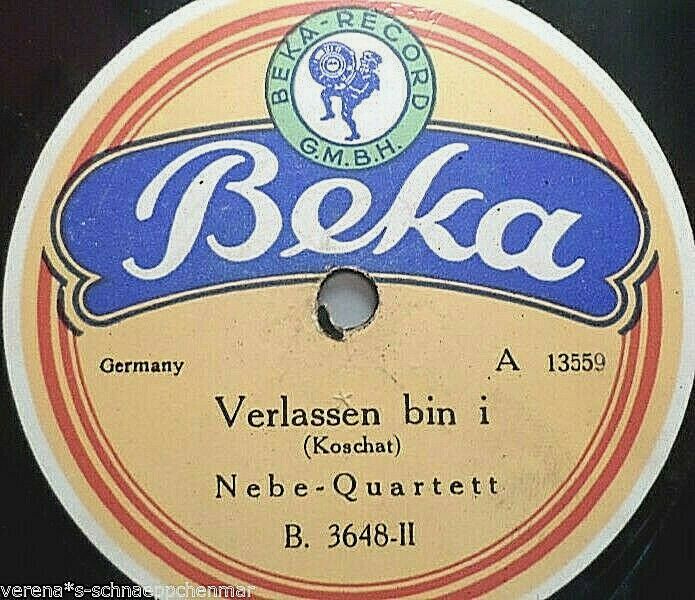 BEKA-RECORD
G.M.B.H.
Beka
Germany
A 13559
Verlassen bin i
(Koschat)
Nebe-Quartett
B. 3648-II
verena*s-schnaeppchenmar